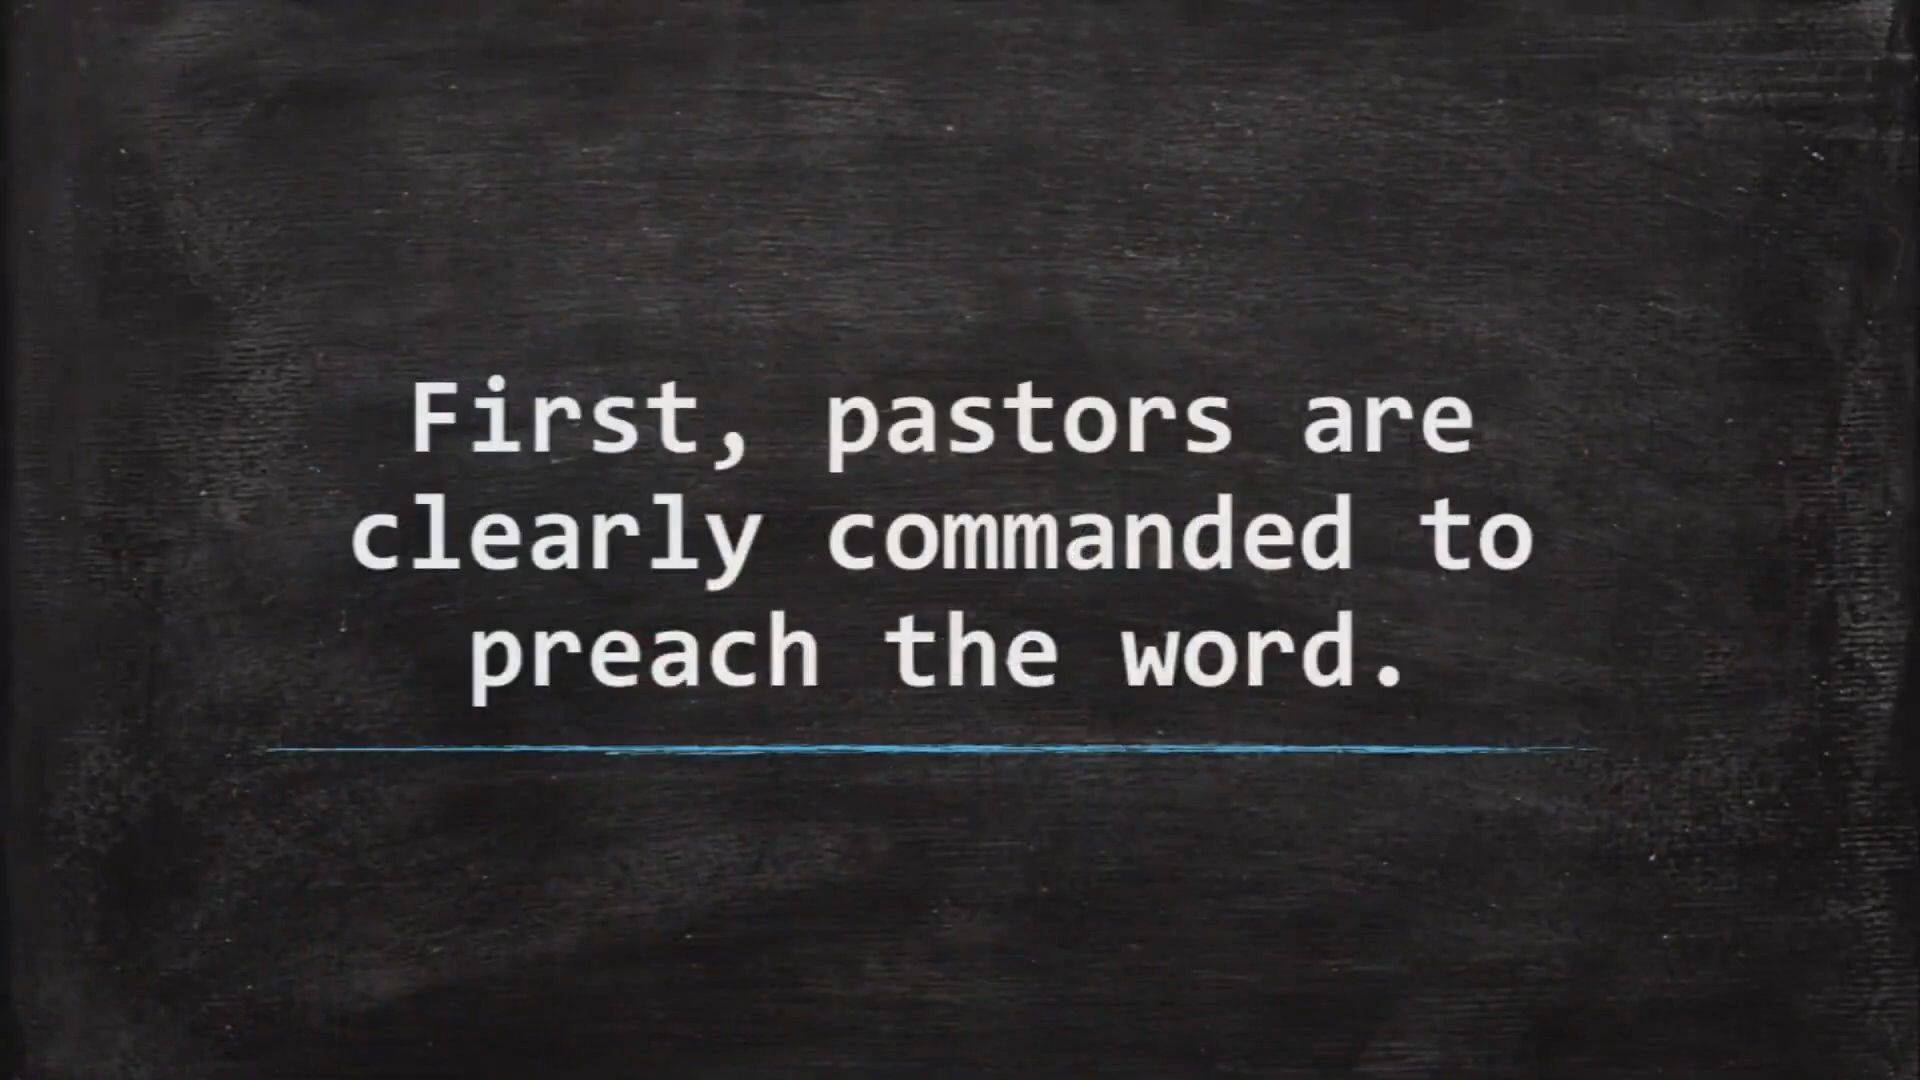 First, pastors are
clearly commanded to
preach the word.